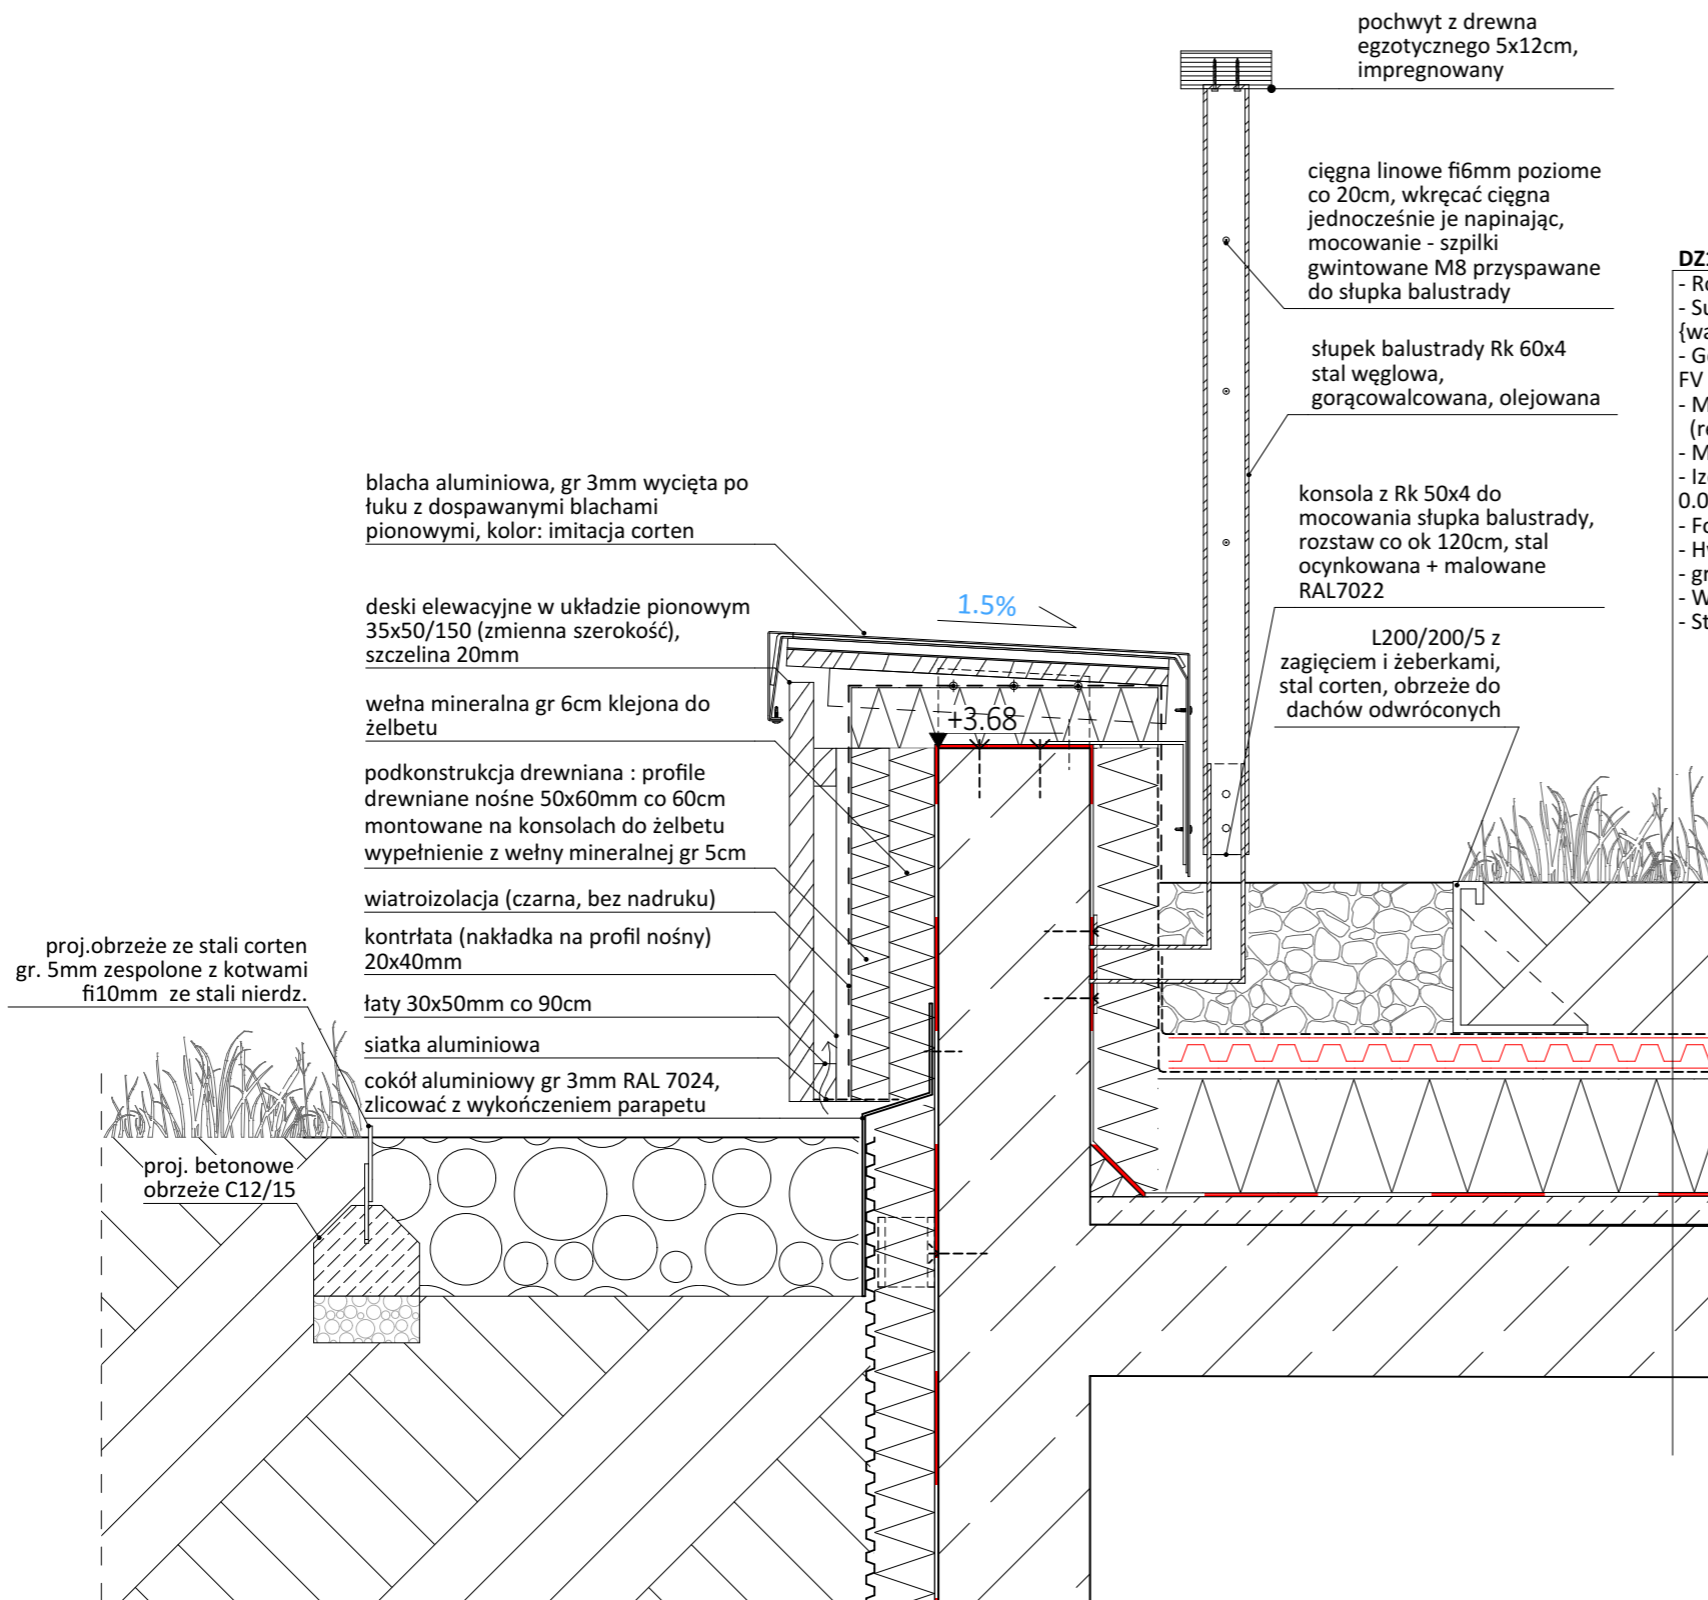 pochwyt z drewna
egzotycznego 5x12cm,
impregnowany
cięgna linowe fi6mm poziome
co 20cm, wkręcać cięgna
jednocześnie je napinając,
mocowanie - szpilki
gwintowane M8 przyspawane
do słupka balustrady
słupek balustrady Rk 60x4
stal węglowa,
gorącowalcowana, olejowana
konsola z Rk 50x4 do
mocowania słupka balustrady,
rozstaw co ok 120cm, stal
ocynkowana + malowane
RAL7022
L200/200/5 z
zagięciem i żeberkami,
stal corten, obrzeże do
dachów odwróconych
blacha aluminiowa, gr 3mm wycięta po
łuku z dospawanymi blachami
pionowymi, kolor: imitacja corten
deski elewacyjne w układzie pionowym
35x50/150 (zmienna szerokość),
szczelina 20mm
wełna mineralna gr 6cm klejona do
żelbetu
podkonstrukcja drewniana : profile
drewniane nośne 50x60mm co 60cm
montowane na konsolach do żelbetu
wypełnienie z wełny mineralnej gr 5cm
wiatroizolacja (czarna, bez nadruku)
kontrłata (nakładka na profil nośny)
20x40mm
łaty 30x50mm co 90cm
siatka aluminiowa
cokół aluminiowy gr 3mm RAL 7024,
zlicować z wykończeniem parapetu
proj.obrzeże ze stali corten
gr. 5mm zespolone z kotwami
fi10mm ze stali nierdz.
proj. betonowe
obrzeże C12/15
1.5%
+3.68
FV